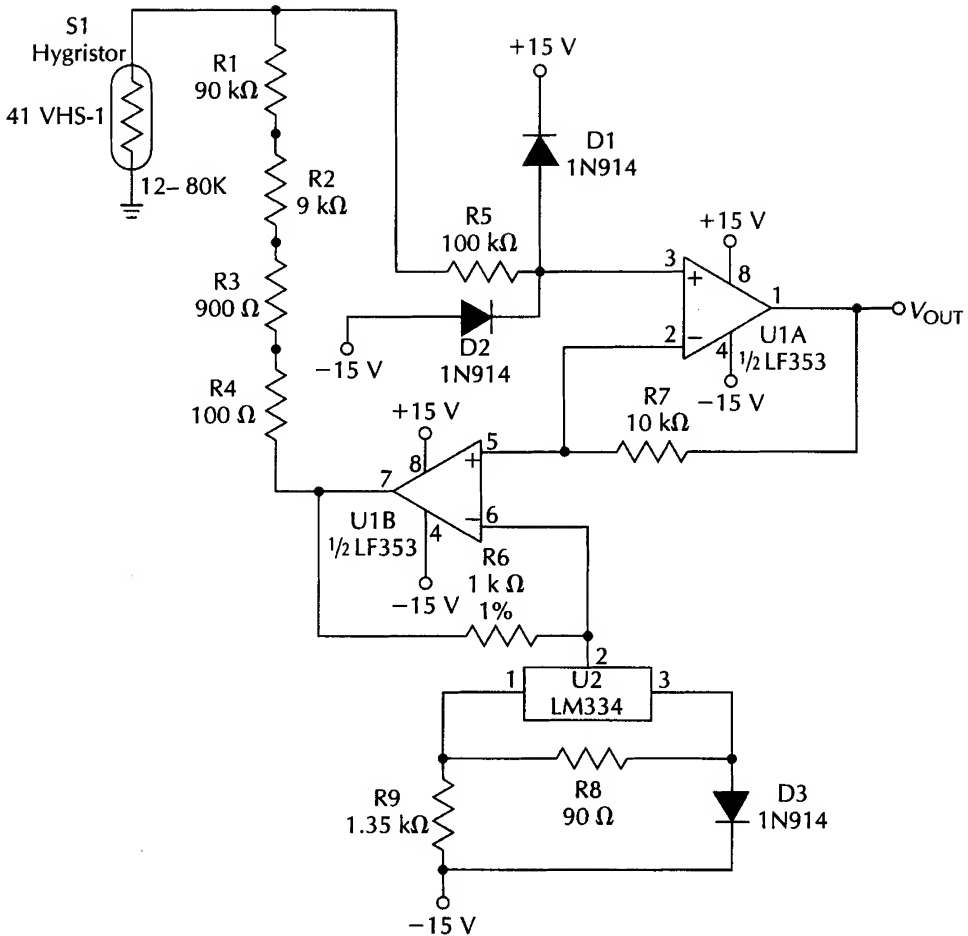 S1
Hygristor
41 VHS-1
12– 80K
R1
90 kΩ
R2
9 kΩ
R3
900 Ω
R4
100 Ω
+15 V
D1
1N914
R5
100 kΩ
−15 V
D2
1N914
+15 V
3
+
8
1
2
−
4
U1A
½ LF353
−15 V
VOUT
R7
10 kΩ
+15 V
7
8
5
+
6
−
4
U1B
½ LF353
−15 V
R6
1 k Ω
1%
1
2
U2
LM334
3
R8
90 Ω
R9
1.35 kΩ
D3
1N914
−15 V